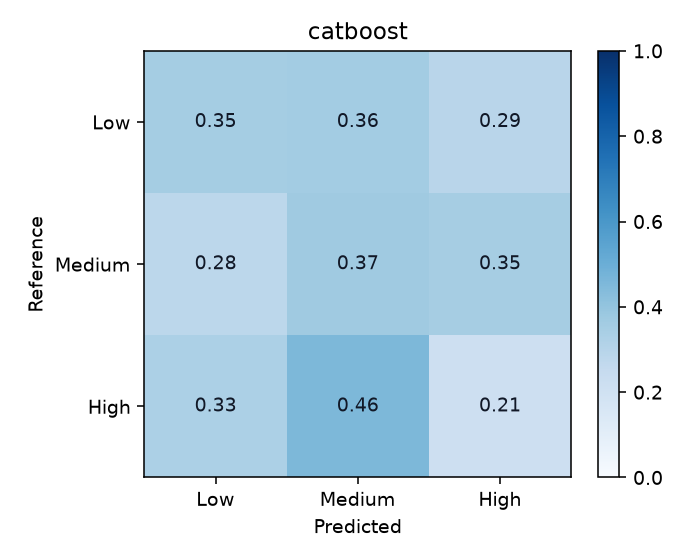 catboost
Low 0.35 0.36 0.29
Medium 0.28 0.37 0.35
High 0.33 0.46 0.21
Low Medium High
Predicted
Reference
1.0
0.8
0.6
0.4
0.2
0.0